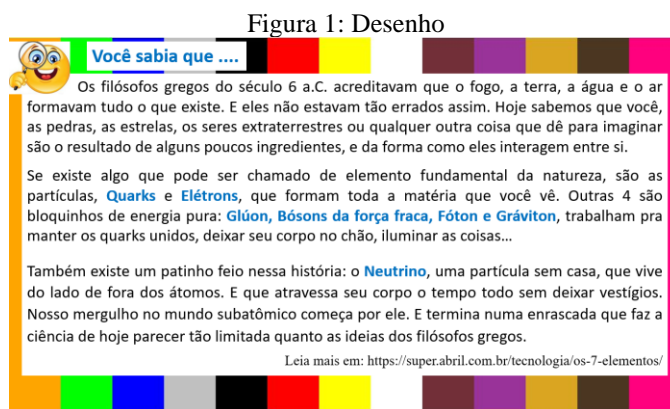 Figura 1: Desenho
Você sabia que ....
Os filósofos gregos do século 6 a.C. acreditavam que o fogo, a terra, a água e o ar
formavam tudo o que existe. E eles não estavam tão errados assim. Hoje sabemos que você,
as pedras, as estrelas, os seres extraterrestres ou qualquer outra coisa que dê para imaginar
são o resultado de alguns poucos ingredientes, e da forma como eles interagem entre si.
Se existe algo que pode ser chamado de elemento fundamental da natureza, são as
partículas, Quarks e Elétrons, que formam toda a matéria que você vê. Outras 4 são
bloquinhos de energia pura: Glúon, Bósons da força fraca, Fóton e Gráviton, trabalham pra
manter os quarks unidos, deixar seu corpo no chão, iluminar as coisas...
Também existe um patinho feio nessa história: o Neutrino, uma partícula sem casa, que vive
do lado de fora dos átomos. E que atravessa seu corpo o tempo todo sem deixar vestígios.
Nosso mergulho no mundo subatômico começa por ele. E termina numa enrascada que faz a
ciência de hoje parecer tão limitada quanto as ideias dos filósofos gregos.
Leia mais em: https://super.abril.com.br/tecnologia/os-7-elementos/